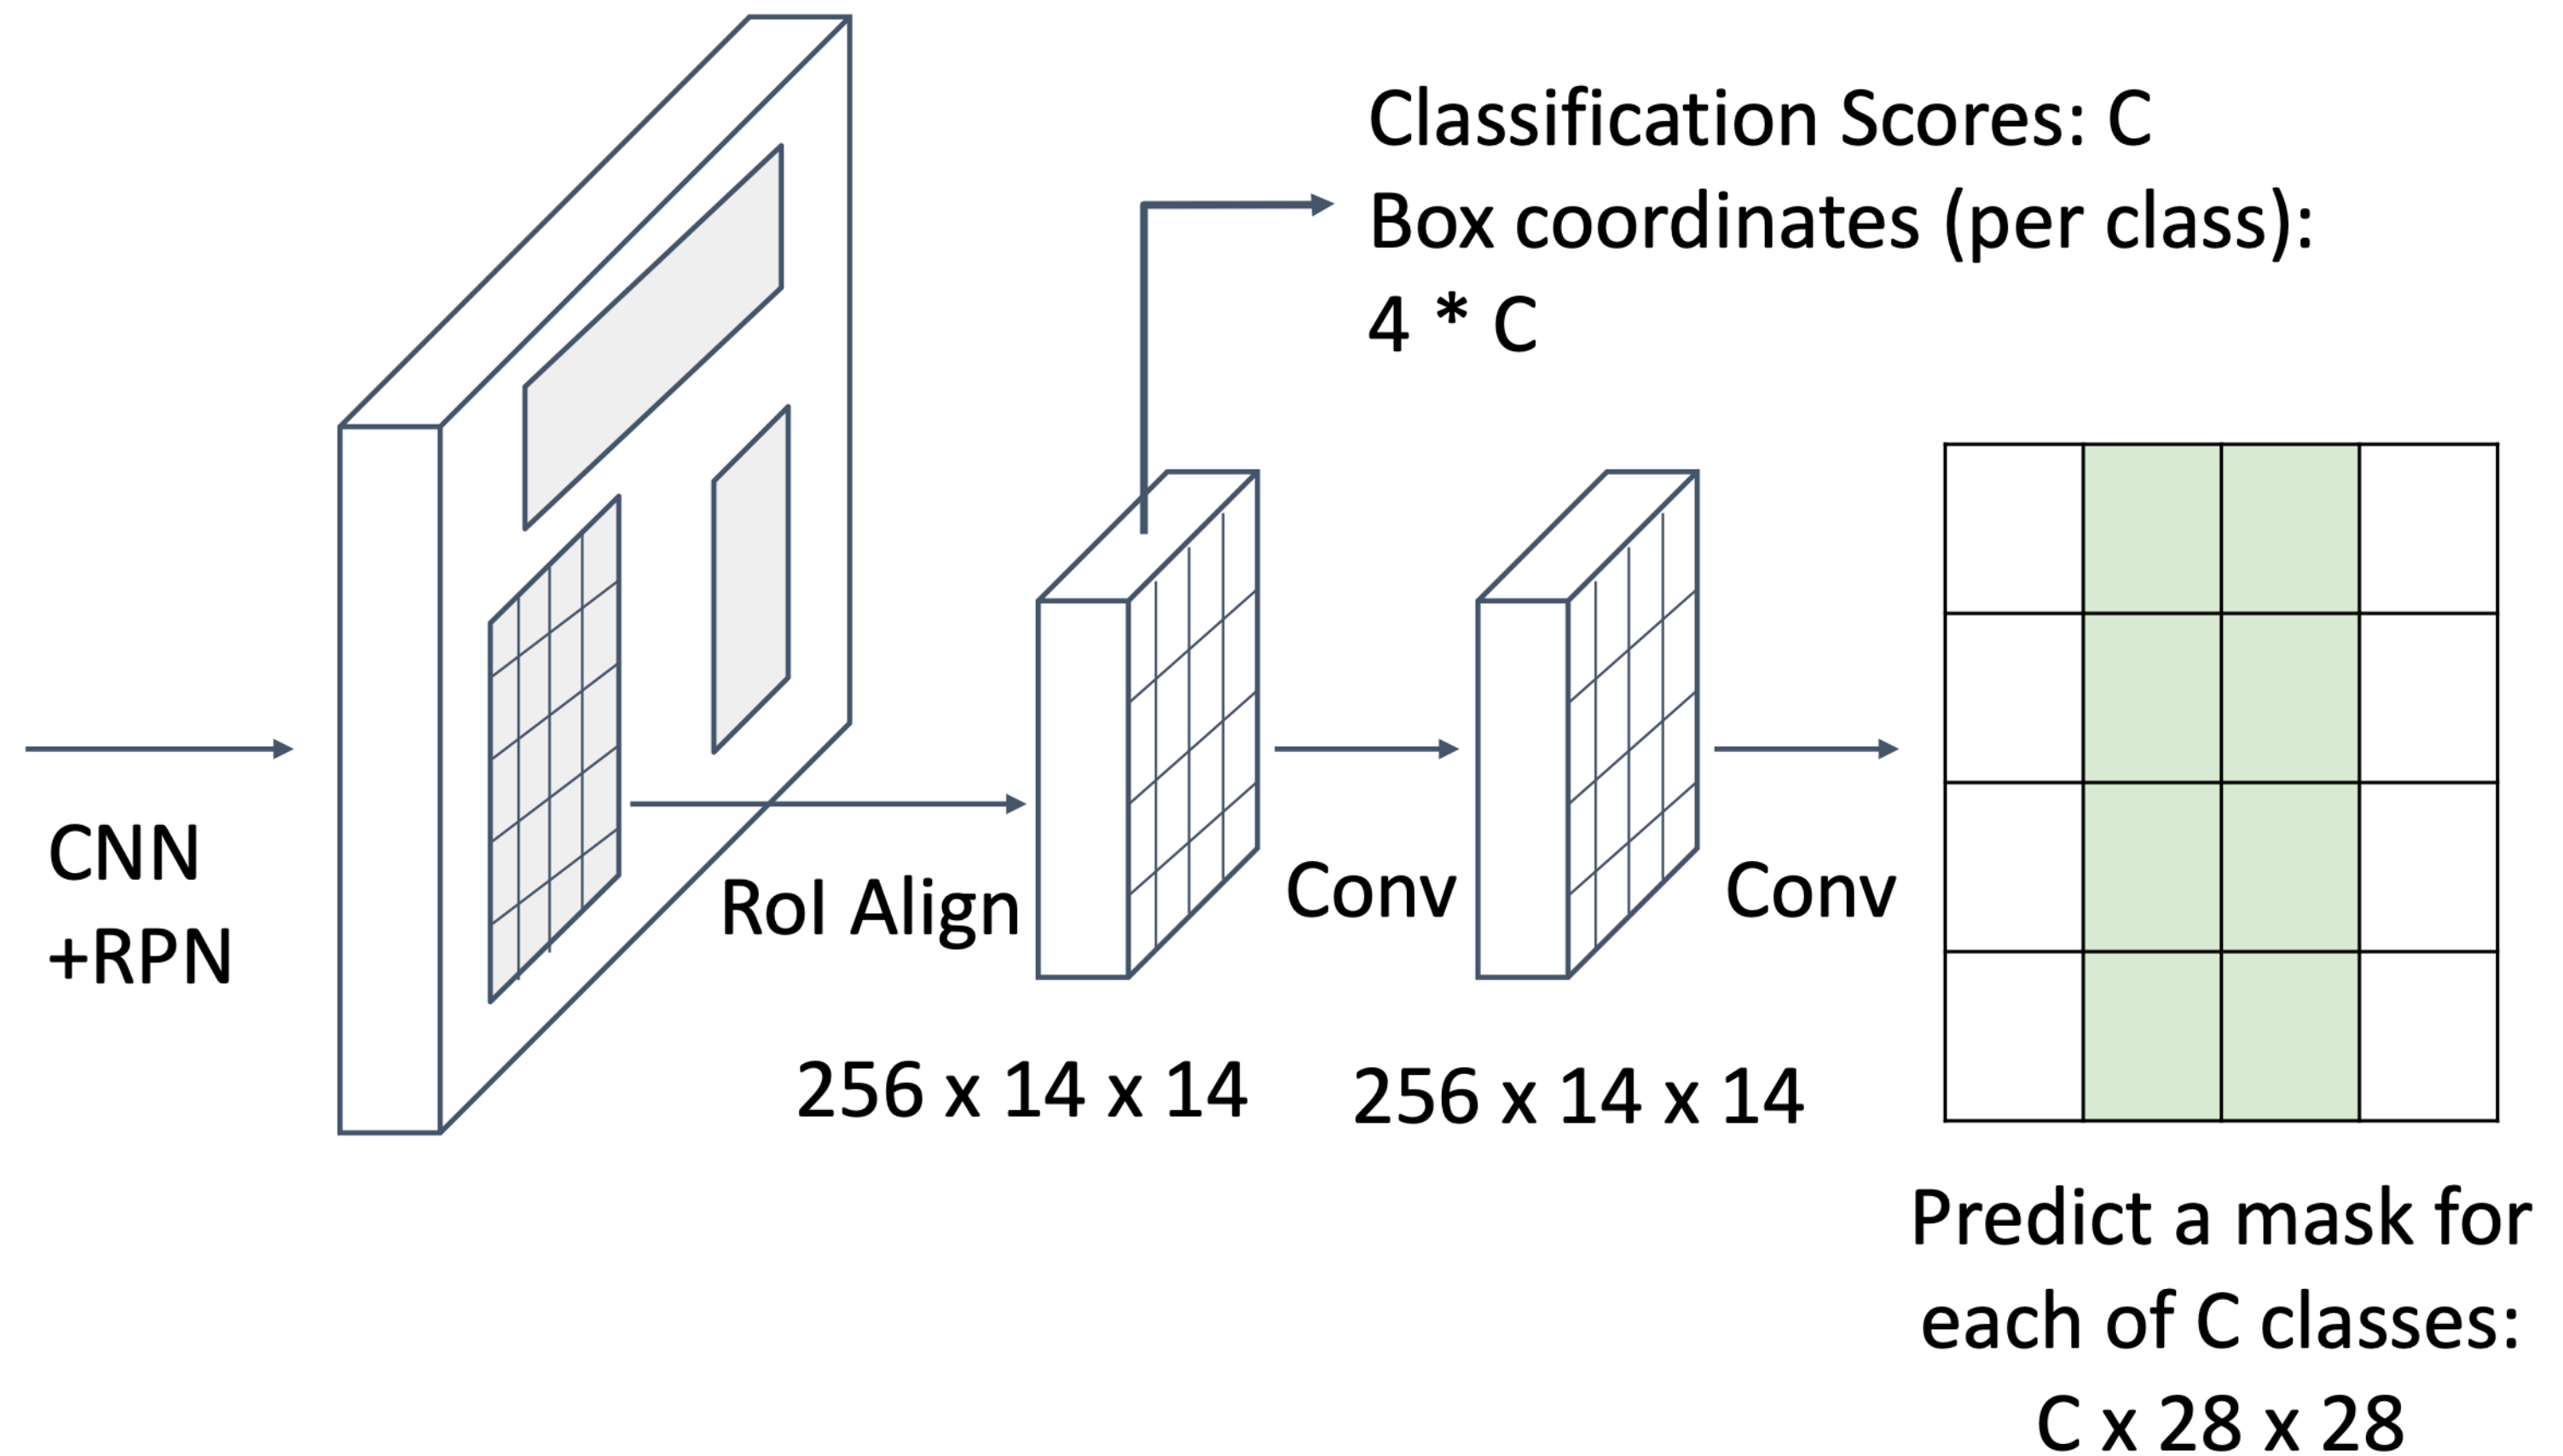 Classification Scores: C
Box coordinates (per class):
4 * C
CNN
+RPN
RoI Align
Conv
Conv
256 x 14 x 14
256 x 14 x 14
Predict a mask for
each of C classes:
C x 28 x 28